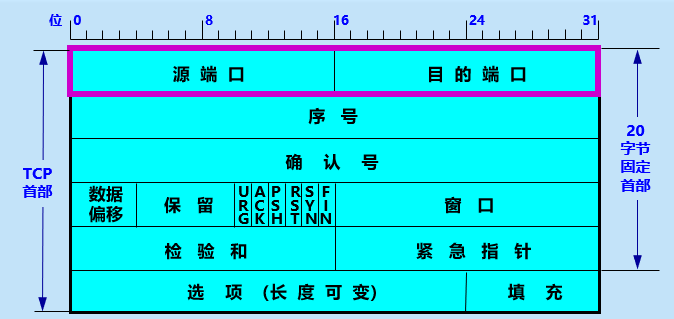 位 0 8 16 24 31
源 端 口 目 的 端 口
序 号
确 认 号
数据
偏移
保 留
URG
ACK
PSH
RST
SYN
FIN
窗 口
检 验 和 紧 急 指 针
选 项 (长 度 可 变) 填 充
TCP
首部
20
字节
固定
首部